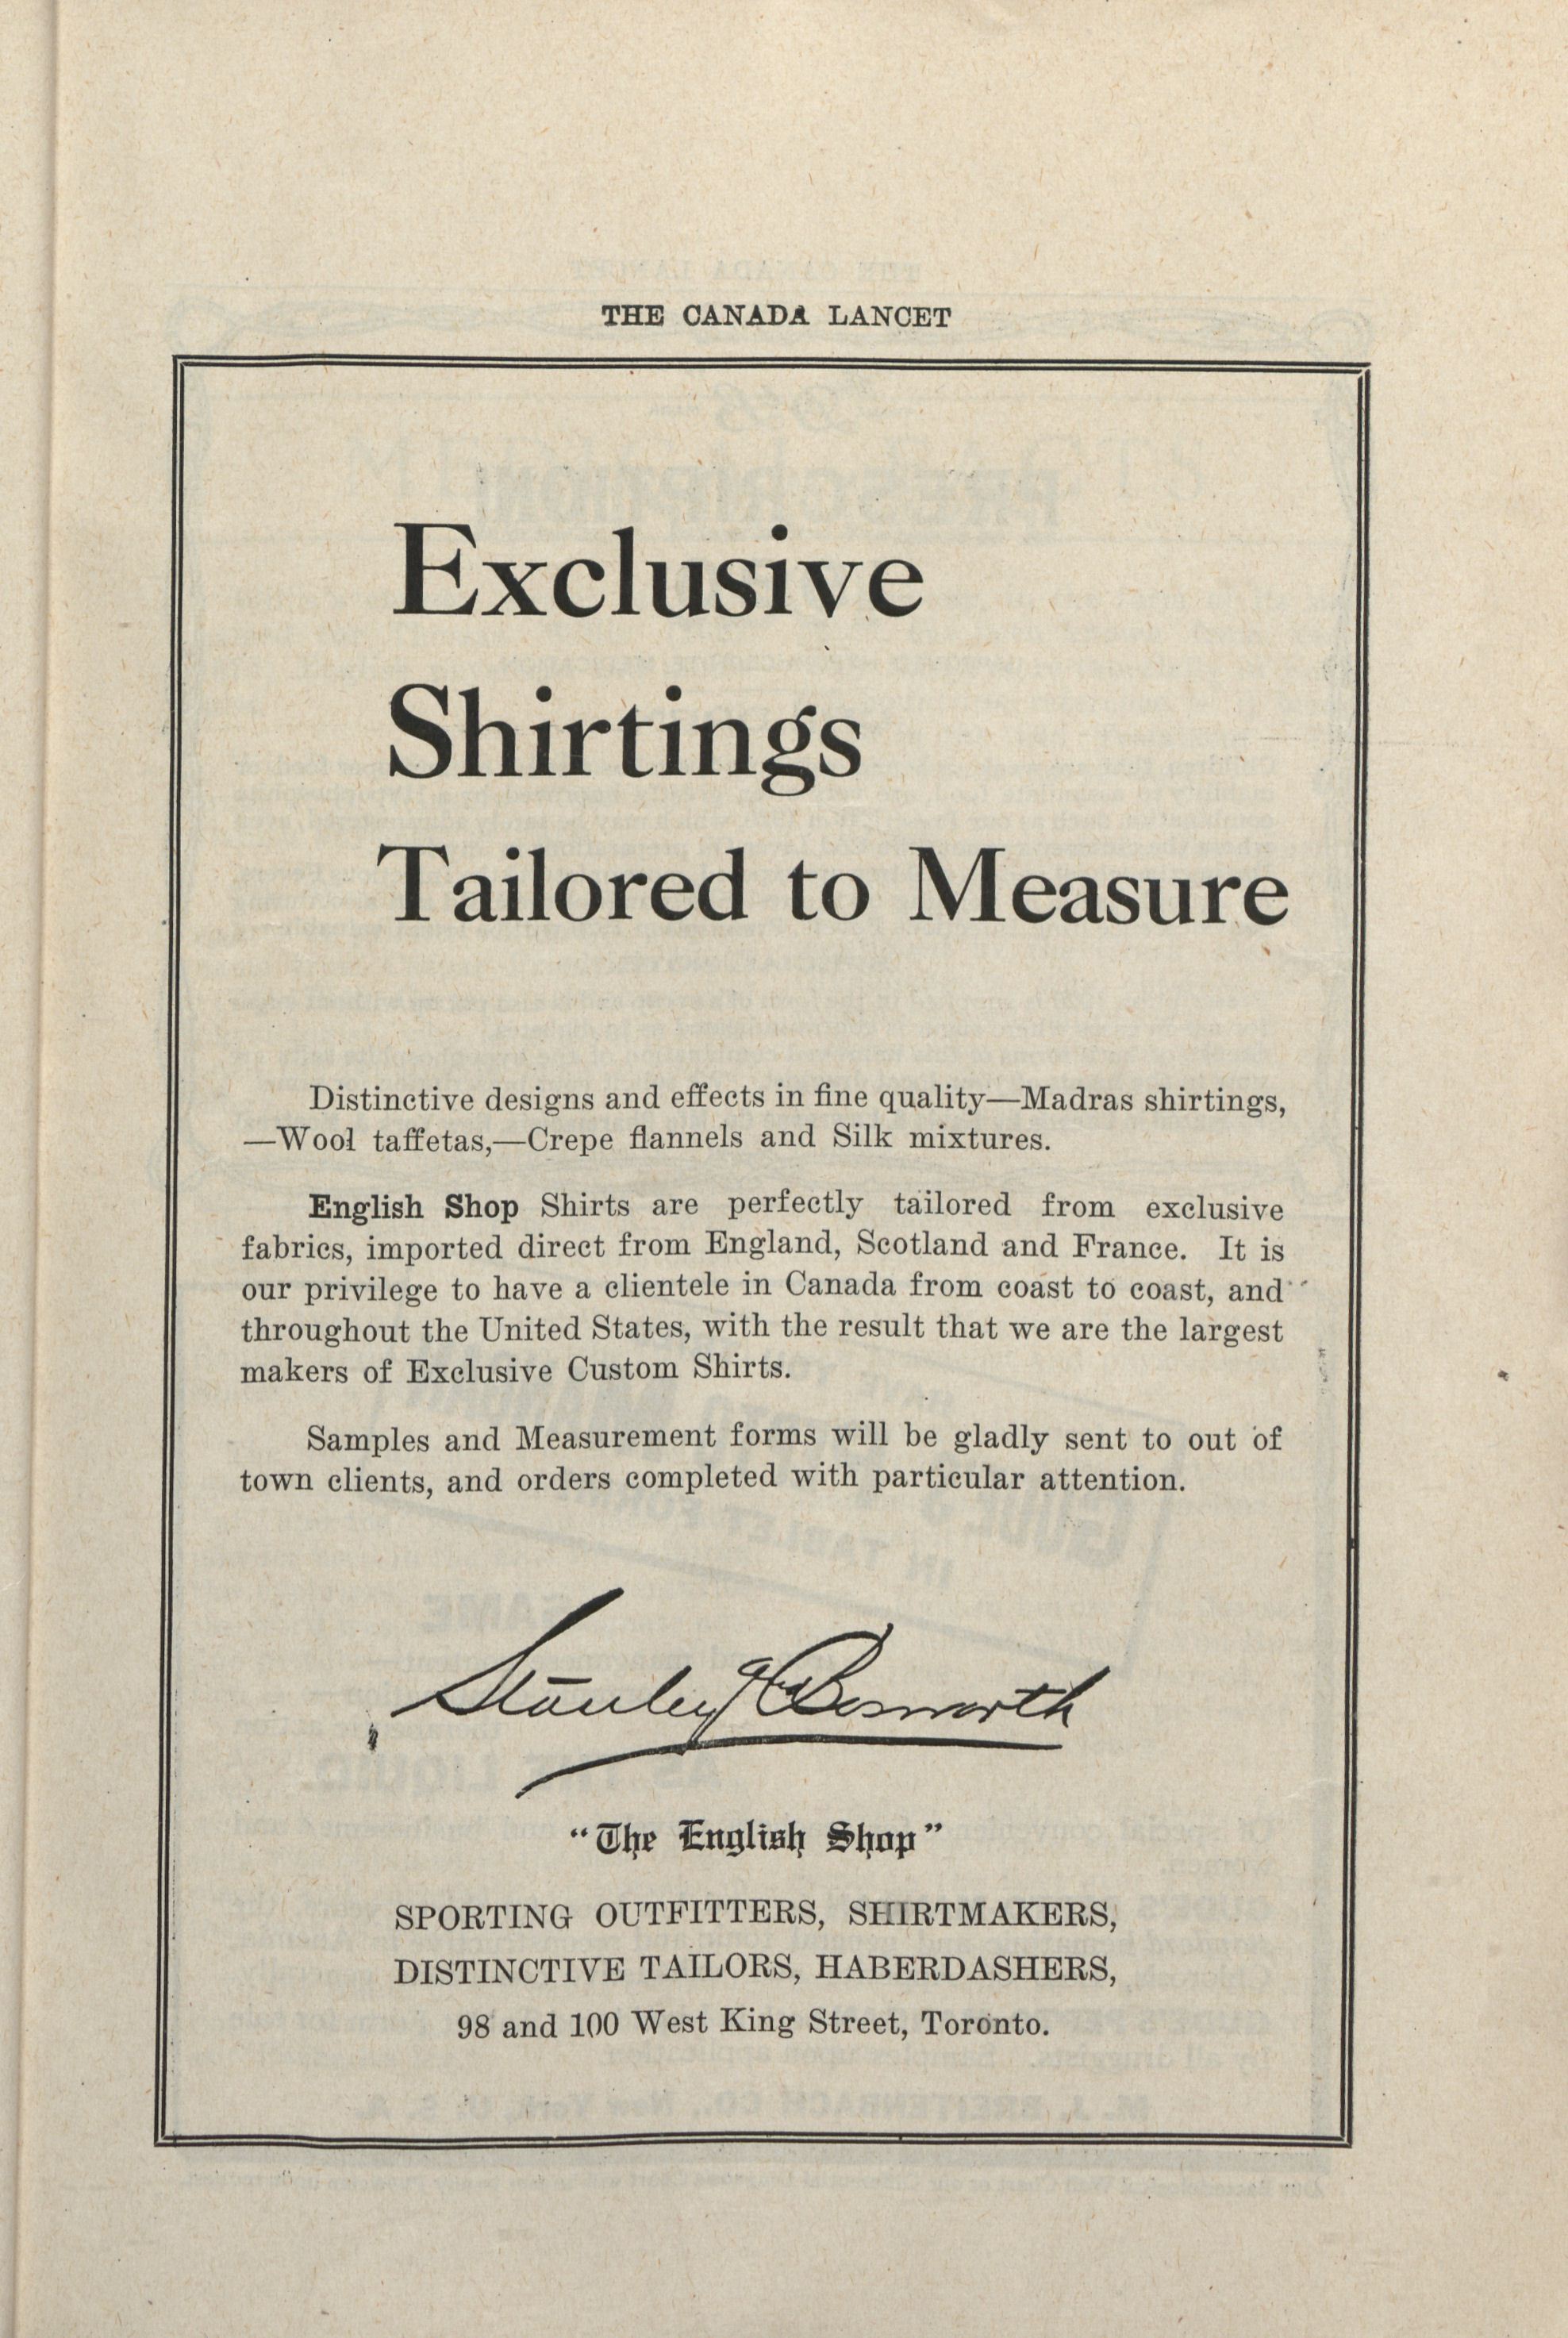 THE CANADA LANCET
Exclusive
Shirtings
Tailored to Measure
Distinctive designs and effects in fine quality—Madras shirtings,
—Wool taffetas,—Crepe flannels and Silk mixtures.
English Shop Shirts are perfectly tailored from exclusive
fabrics, imported direct from England, Scotland and France. It is
our privilege to have a clientele in Canada from coast to coast, and
throughout the United States, with the result that we are the largest
makers of Exclusive Custom Shirts.
Samples and Measurement forms will be gladly sent to out of
town clients, and orders completed with particular attention.
Stanley Bosworth
"The English Shop"
SPORTING OUTFITTERS, SHIRTMAKERS,
DISTINCTIVE TAILORS, HABERDASHERS,
98 and 100 West King Street, Toronto.